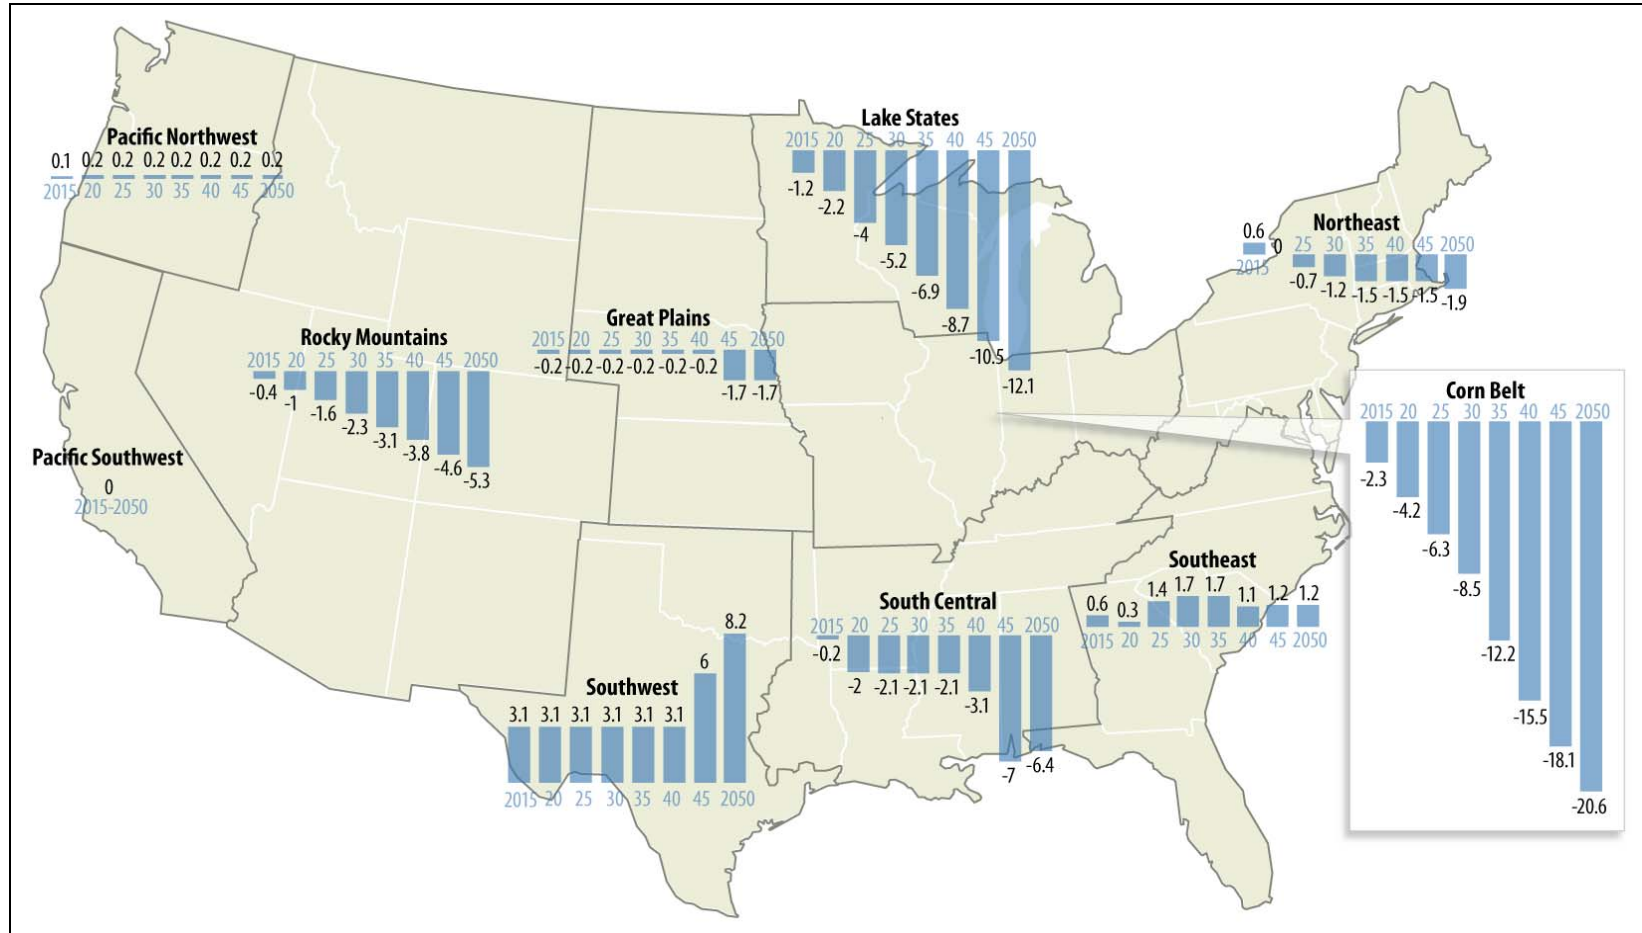 Pacific Northwest
0.1 0.2 0.2 0.2 0.2 0.2 0.2 0.2
2015 20 25 30 35 40 45 2050
Lake States
2015 20 25 30 35 40 45 2050
-1.2 -2.2 -4 -5.2 -6.9 -8.7 -10.5 -12.1
Northeast
0.6 0 25 30 35 40 45 2050
2015 -0.7 -1.2 -1.5 -1.5 -1.5 -1.9
Rocky Mountains
2015 20 25 30 35 40 45 2050
-0.4 -1 -1.6 -2.3 -3.1 -3.8 -4.6 -5.3
Great Plains
2015 20 25 30 35 40 45 2050
-0.2 -0.2 -0.2 -0.2 -0.2 -0.2 -1.7 -1.7
Corn Belt
2015 20 25 30 35 40 45 2050
-2.3 -4.2 -6.3 -8.5 -12.2 -15.5 -18.1 -20.6
Pacific Southwest
0
2015-2050
Southeast
0.6 0.3 1.4 1.7 1.7 1.1 1.2 1.2
2015 20 25 30 35 40 45 2050
South Central
2015 20 25 30 35 40 45 2050
-0.2 -2 -2.1 -2.1 -2.1 -3.1 -7 -6.4
Southwest
3.1 3.1 3.1 3.1 3.1 3.1 6 8.2
2015 20 25 30 35 40 45 2050